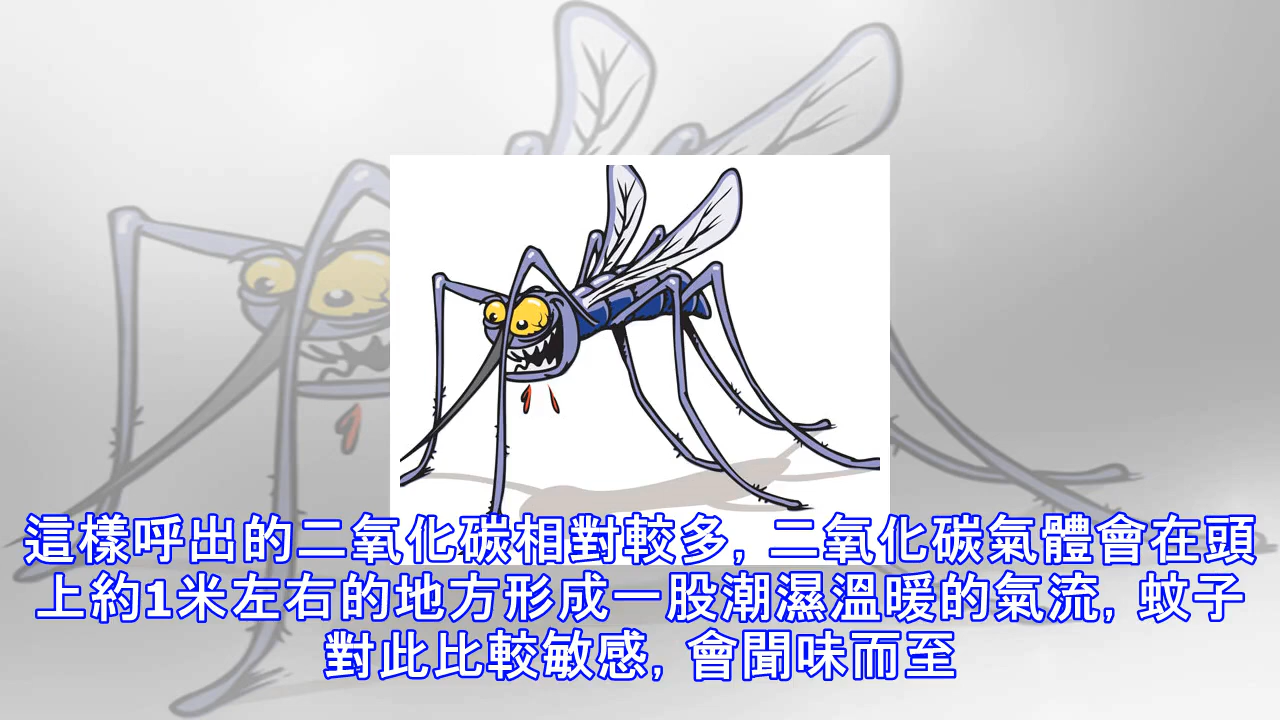 這樣呼出的二氧化碳相對較多, 二氧化碳氣體會在頭
上約1米左右的地方形成一股潮濕溫暖的氣流, 蚊子
對此比較敏感, 會聞味而至